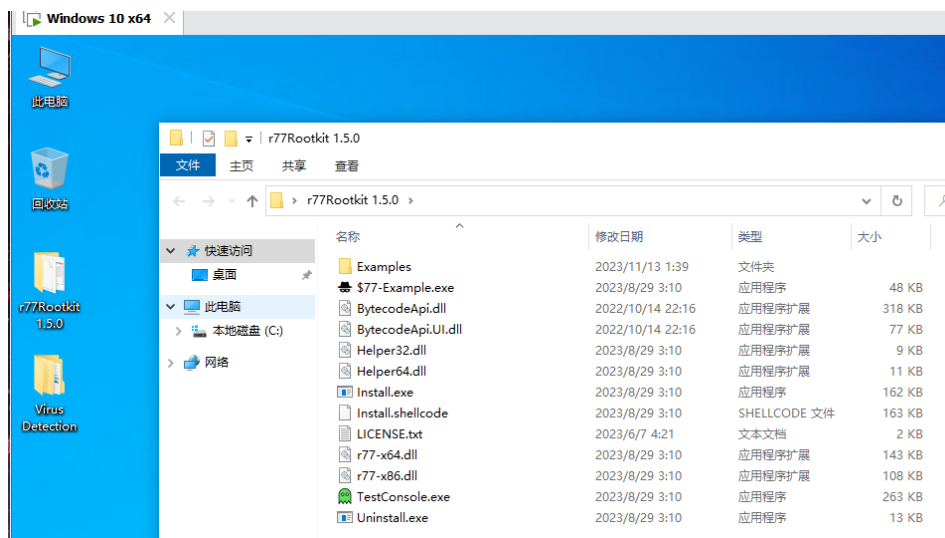 Windows 10 x64
此电脑
回收站
r77Rootkit
1.5.0
Virus
Detection
r77Rootkit 1.5.0
文件 主页 共享 查看
r77Rootkit 1.5.0
快速访问
桌面
此电脑
本地磁盘 (C:)
网络
名称 修改日期 类型 大小
Examples 2023/11/13 1:39 文件夹
$77-Example.exe 2023/8/29 3:10 应用程序 48 KB
BytecodeApi.dll 2022/10/14 22:16 应用程序扩展 318 KB
BytecodeApi.UI.dll 2022/10/14 22:16 应用程序扩展 77 KB
Helper32.dll 2023/8/29 3:10 应用程序扩展 9 KB
Helper64.dll 2023/8/29 3:10 应用程序扩展 11 KB
Install.exe 2023/8/29 3:10 应用程序 162 KB
Install.shellcode 2023/8/29 3:10 SHELLCODE 文件 163 KB
LICENSE.txt 2023/6/7 4:21 文本文档 2 KB
r77-x64.dll 2023/8/29 3:10 应用程序扩展 143 KB
r77-x86.dll 2023/8/29 3:10 应用程序扩展 108 KB
TestConsole.exe 2023/8/29 3:10 应用程序 263 KB
Uninstall.exe 2023/8/29 3:10 应用程序 13 KB